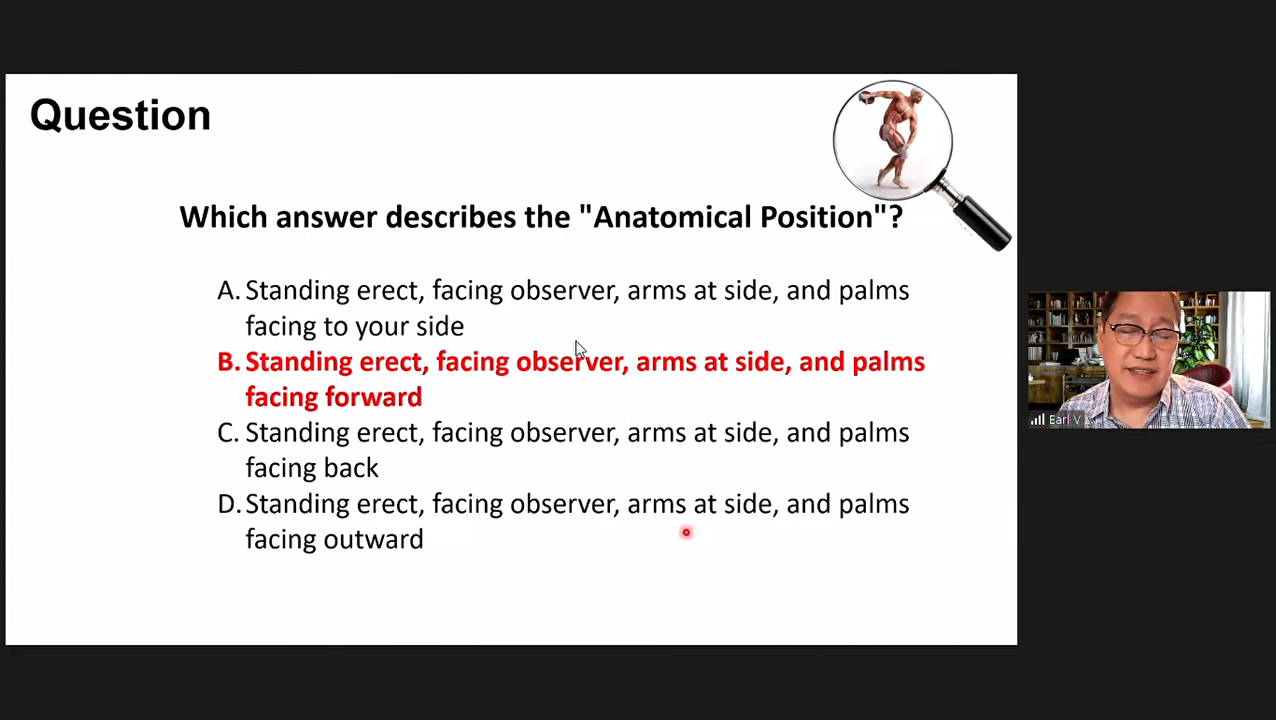 Question
Which answer describes the "Anatomical Position"?
A. Standing erect, facing observer, arms at side, and palms
facing to your side
B. Standing erect, facing observer, arms at side, and palms
facing forward
C. Standing erect, facing observer, arms at side, and palms
facing back
D. Standing erect, facing observer, arms at side, and palms
facing outward
Earl V